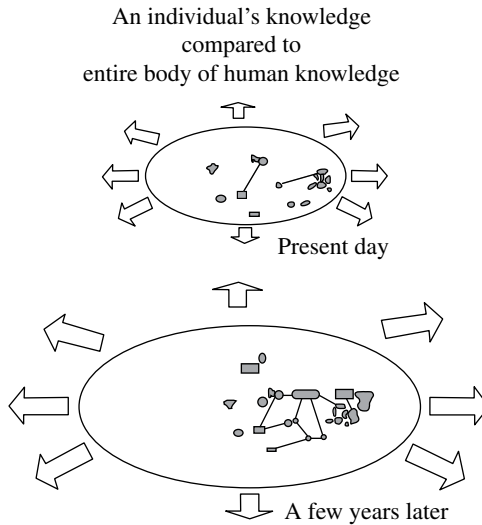 An individual's knowledge
compared to
entire body of human knowledge
Present day
A few years later